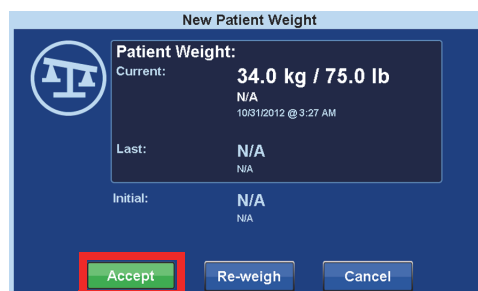 New Patient Weight
Patient Weight:
Current: 34.0 kg / 75.0 lb
N/A
10/31/2012 @ 3:27 AM
Last: N/A
N/A
Initial: N/A
N/A
Accept Re-weigh Cancel